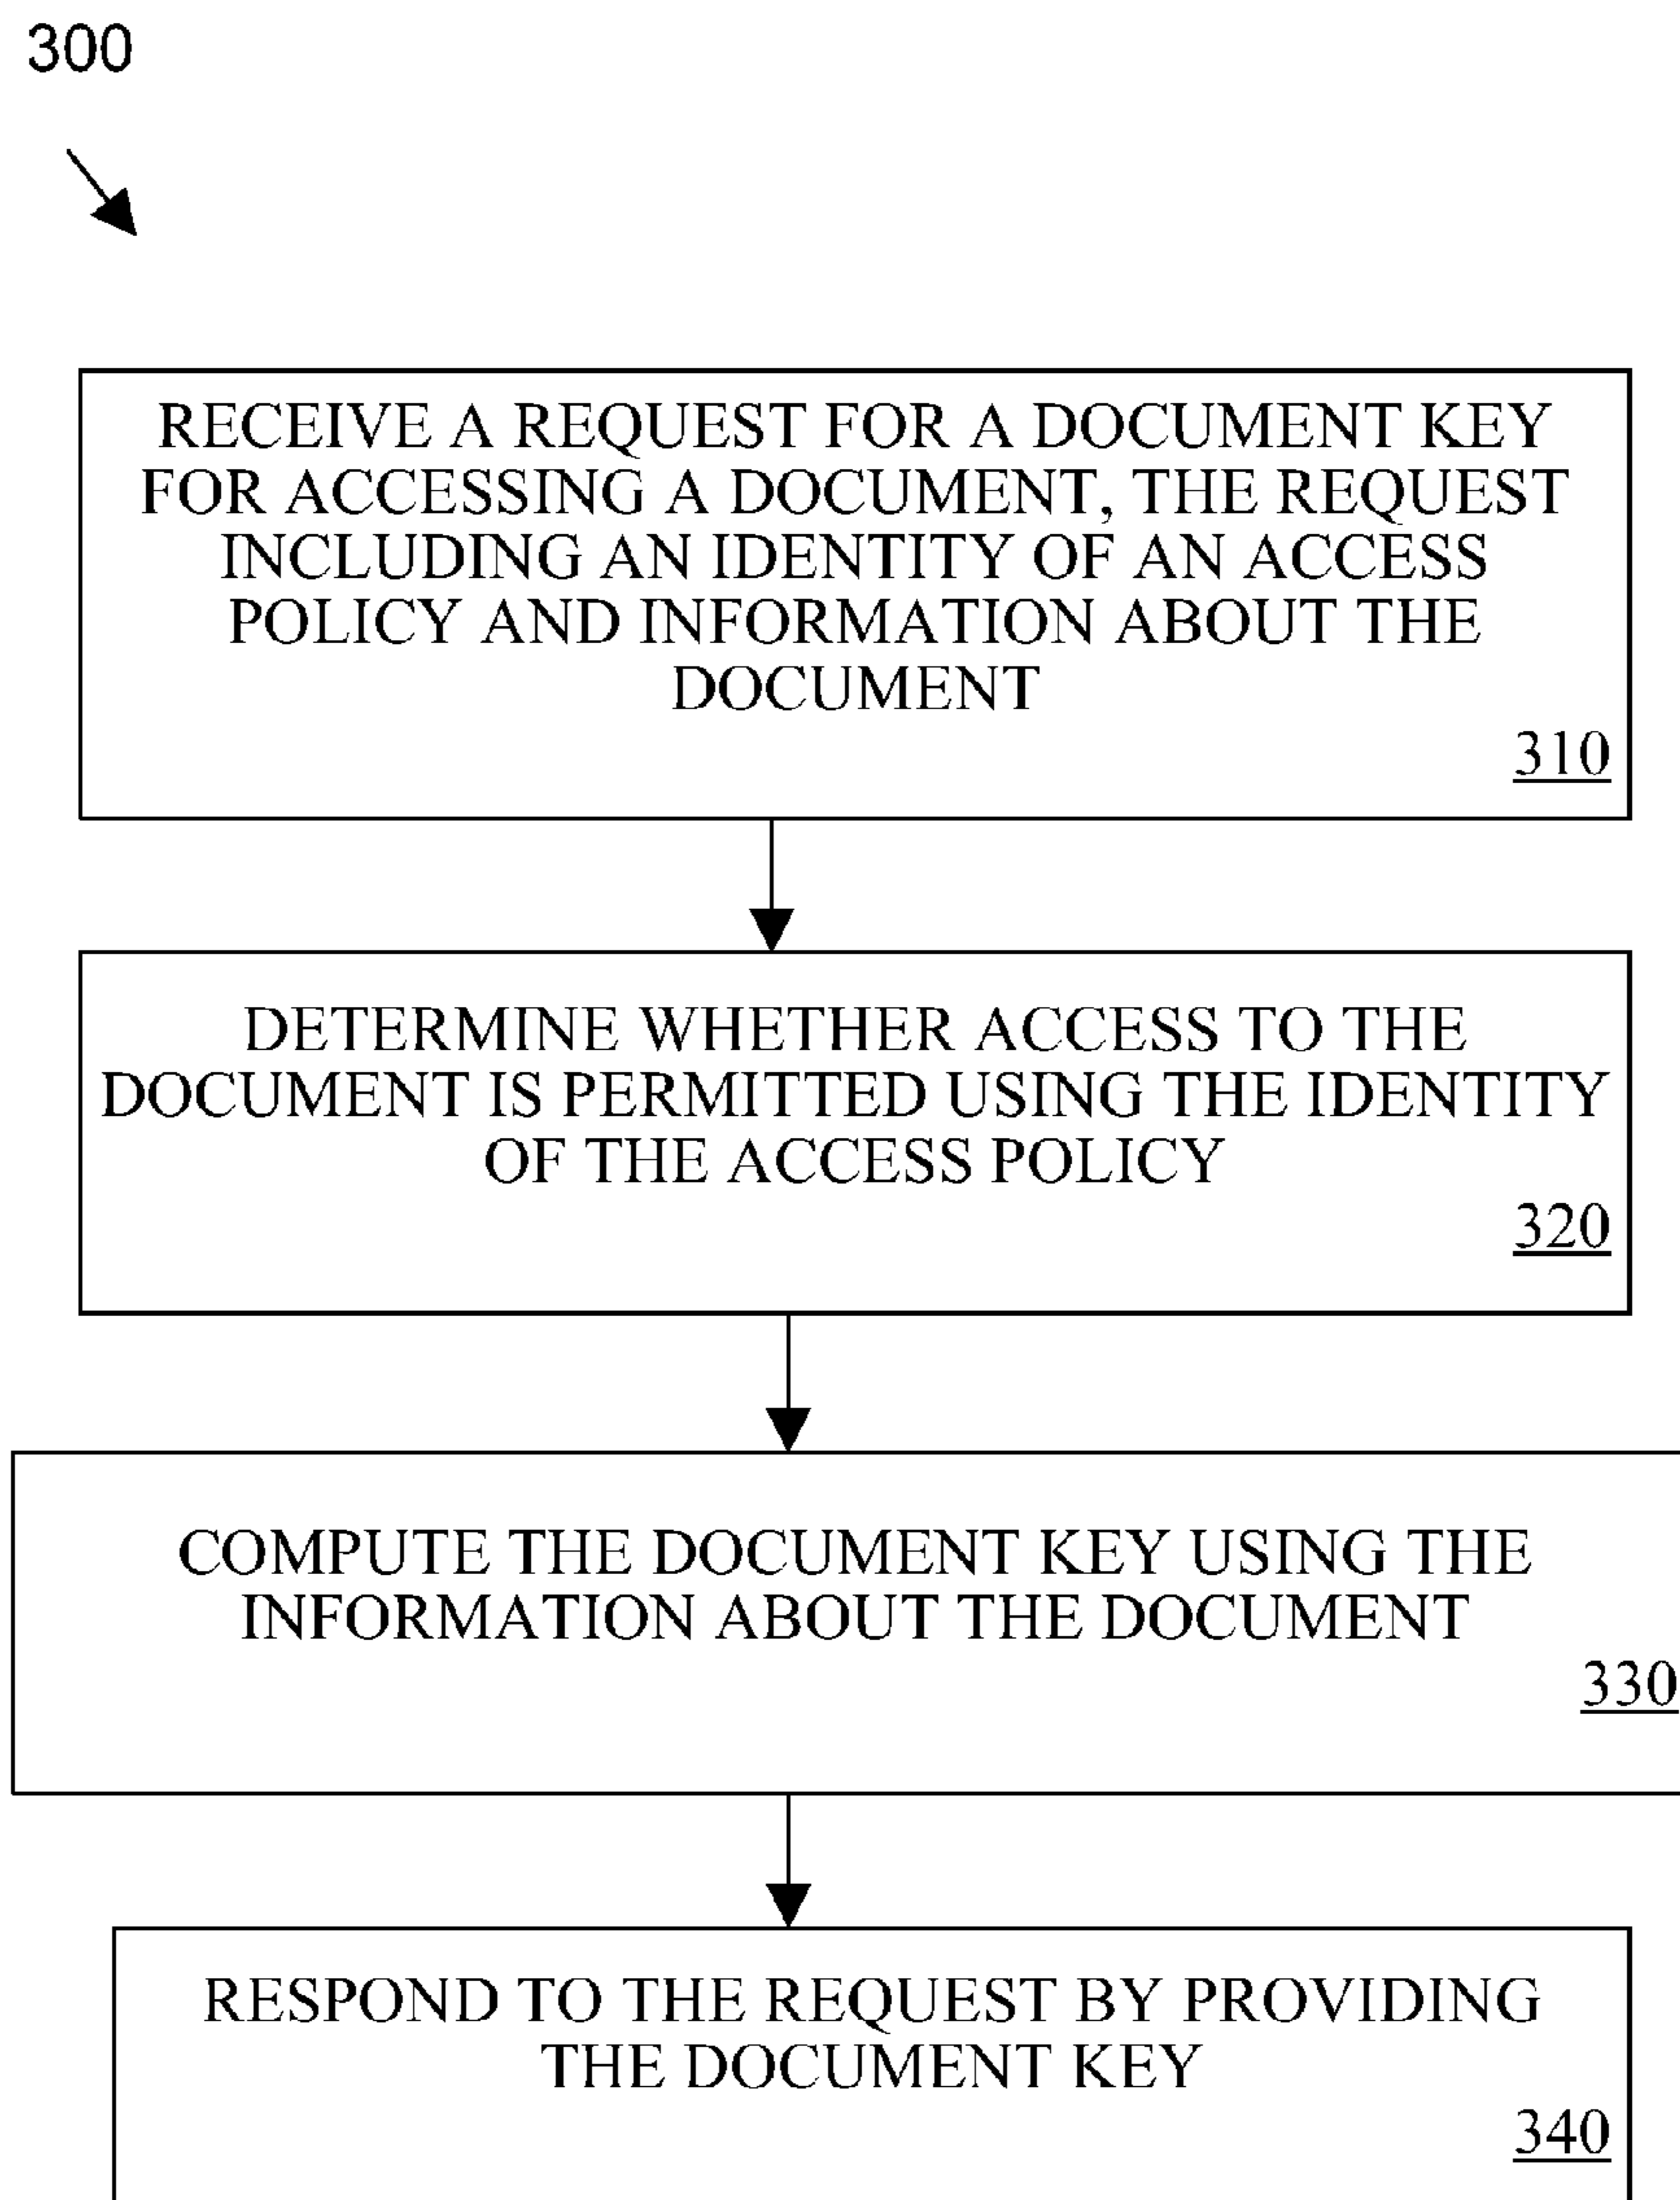 300
RECEIVE A REQUEST FOR A DOCUMENT KEY
FOR ACCESSING A DOCUMENT, THE REQUEST
INCLUDING AN IDENTITY OF AN ACCESS
POLICY AND INFORMATION ABOUT THE
DOCUMENT
310
DETERMINE WHETHER ACCESS TO THE
DOCUMENT IS PERMITTED USING THE IDENTITY
OF THE ACCESS POLICY
320
COMPUTE THE DOCUMENT KEY USING THE
INFORMATION ABOUT THE DOCUMENT
330
RESPOND TO THE REQUEST BY PROVIDING
THE DOCUMENT KEY
340